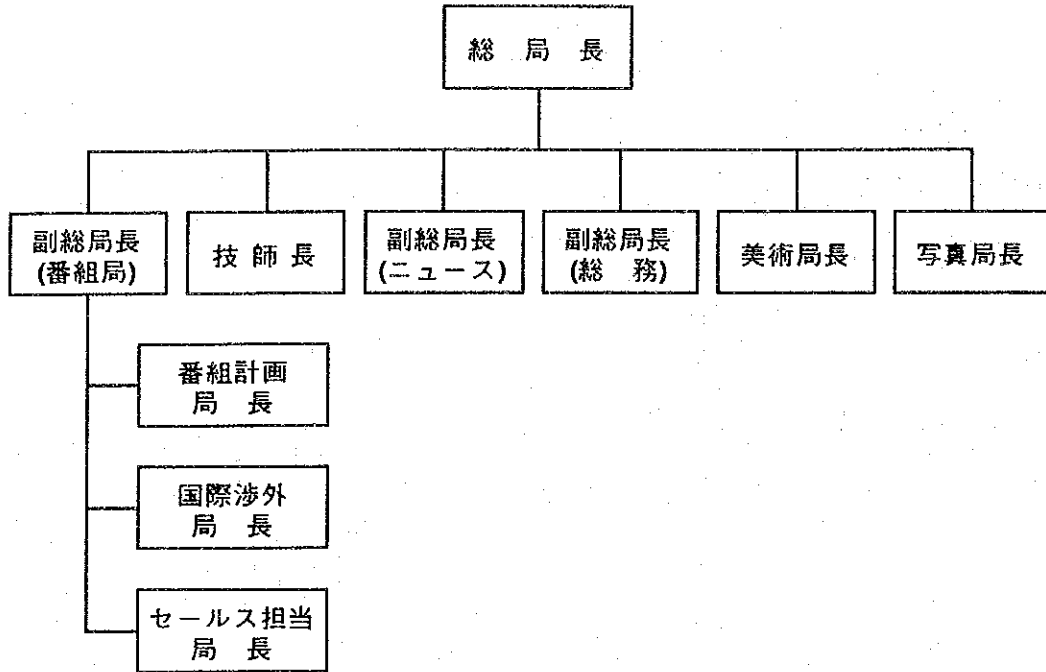 総 局 長
副総局長
(番組局)
技 師 長
副総局長
(ニュース)
副総局長
(総 務)
美術局長
写真局長
番組計画
局 長
国際渉外
局 長
セールス担当
局 長